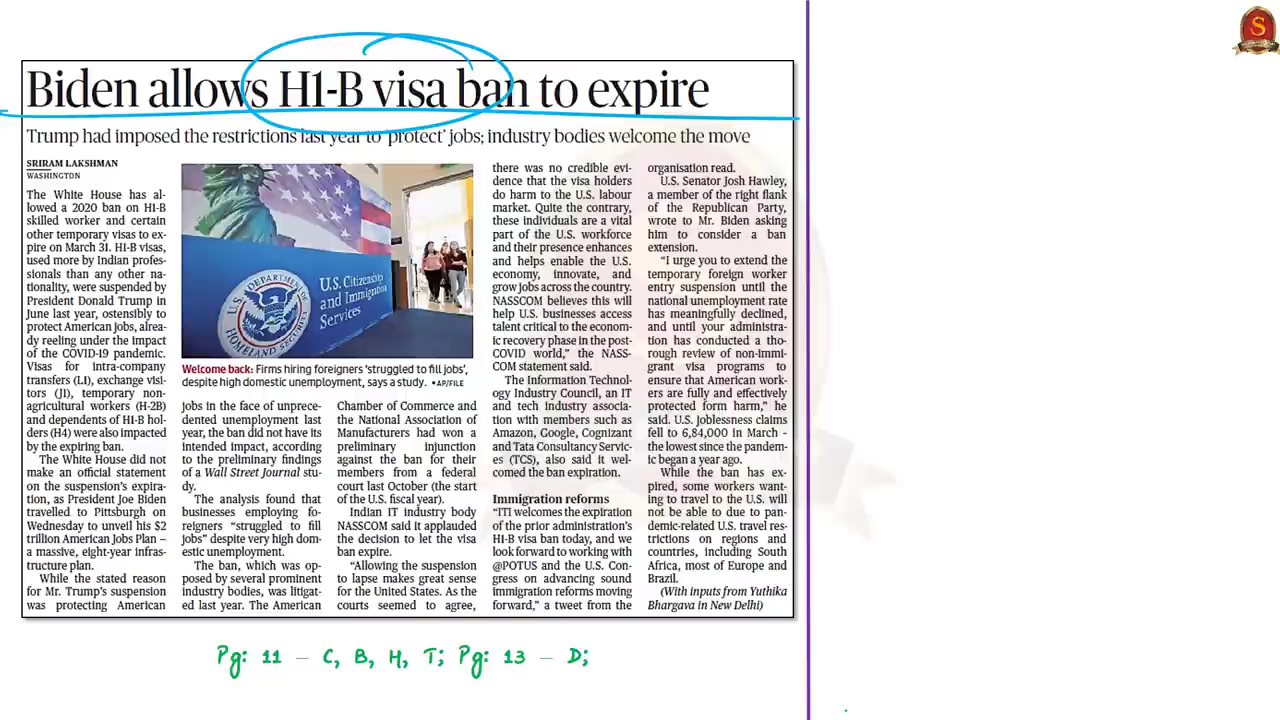 Biden allows H1-B visa ban to expire
Trump had imposed the restrictions last year to 'protect' jobs; industry bodies welcome the move
SRIRAM LAKSHMAN
WASHINGTON
The White House has al-
lowed a 2020 ban on H1-B
skilled worker and certain
other temporary visas to ex-
pire on March 31. H1-B visas,
used more by Indian profes-
sionals than any other na-
tionality, were suspended by
President Donald Trump in
June last year, ostensibly to
protect American jobs, alrea-
dy reeling under the impact
of the COVID-19 pandemic.
Visas for intra-company
transfers (L1), exchange visi-
tors (J1), temporary non-
agricultural workers (H-2B)
and dependents of H1-B hol-
ders (H4) were also impacted
by the expiring ban.
The White House did not
make an official statement
on the suspension's expira-
tion, as President Joe Biden
travelled to Pittsburgh on
Wednesday to unveil his $2
trillion American Jobs Plan –
a massive, eight-year infras-
tructure plan.
While the stated reason
for Mr. Trump's suspension
was protecting American
U.S. DEPARTMENT OF
HOMELAND SECURITY
U.S. Citizenship
and Immigration
Services
Welcome back: Firms hiring foreigners 'struggled to fill jobs',
despite high domestic unemployment, says a study. •AP/FILE
jobs in the face of unprece-
dented unemployment last
year, the ban did not have its
intended impact, according
to the preliminary findings
of a Wall Street Journal stu-
dy.
The analysis found that
businesses employing fo-
reigners "struggled to fill
jobs" despite very high dom-
estic unemployment.
The ban, which was op-
posed by several prominent
industry bodies, was litigat-
ed last year. The American
Chamber of Commerce and
the National Association of
Manufacturers had won a
preliminary injunction
against the ban for their
members from a federal
court last October (the start
of the U.S. fiscal year).
Indian IT industry body
NASSCOM said it applauded
the decision to let the visa
ban expire.
"Allowing the suspension
to lapse makes great sense
for the United States. As the
courts seemed to agree,
there was no credible evi-
dence that the visa holders
do harm to the U.S. labour
market. Quite the contrary,
these individuals are a vital
part of the U.S. workforce
and their presence enhances
and helps enable the U.S.
economy, innovate, and
grow jobs across the country.
NASSCOM believes this will
help U.S. businesses access
talent critical to the econom-
ic recovery phase in the post-
COVID world," the NASS-
COM statement said.
The Information Technol-
ogy Industry Council, an IT
and tech industry associa-
tion with members such as
Amazon, Google, Cognizant
and Tata Consultancy Servic-
es (TCS), also said it wel-
comed the ban expiration.
Immigration reforms
"ITI welcomes the expiration
of the prior administration's
H1-B visa ban today, and we
look forward to working with
@POTUS and the U.S. Con-
gress on advancing sound
immigration reforms moving
forward," a tweet from the
organisation read.
U.S. Senator Josh Hawley,
a member of the right flank
of the Republican Party,
wrote to Mr. Biden asking
him to consider a ban
extension.
"I urge you to extend the
temporary foreign worker
entry suspension until the
national unemployment rate
has meaningfully declined,
and until your administra-
tion has conducted a tho-
rough review of non-immi-
grant visa programs to
ensure that American work-
ers are fully and effectively
protected form harm," he
said. U.S. joblessness claims
fell to 6,84,000 in March -
the lowest since the pandem-
ic began a year ago.
While the ban has ex-
pired, some workers want-
ing to travel to the U.S. will
not be able to due to pan-
demic-related U.S. travel res-
trictions on regions and
countries, including South
Africa, most of Europe and
Brazil.
(With inputs from Yuthika
Bhargava in New Delhi)
Pg: 11 – C, B, H, T; Pg: 13 – D;
S